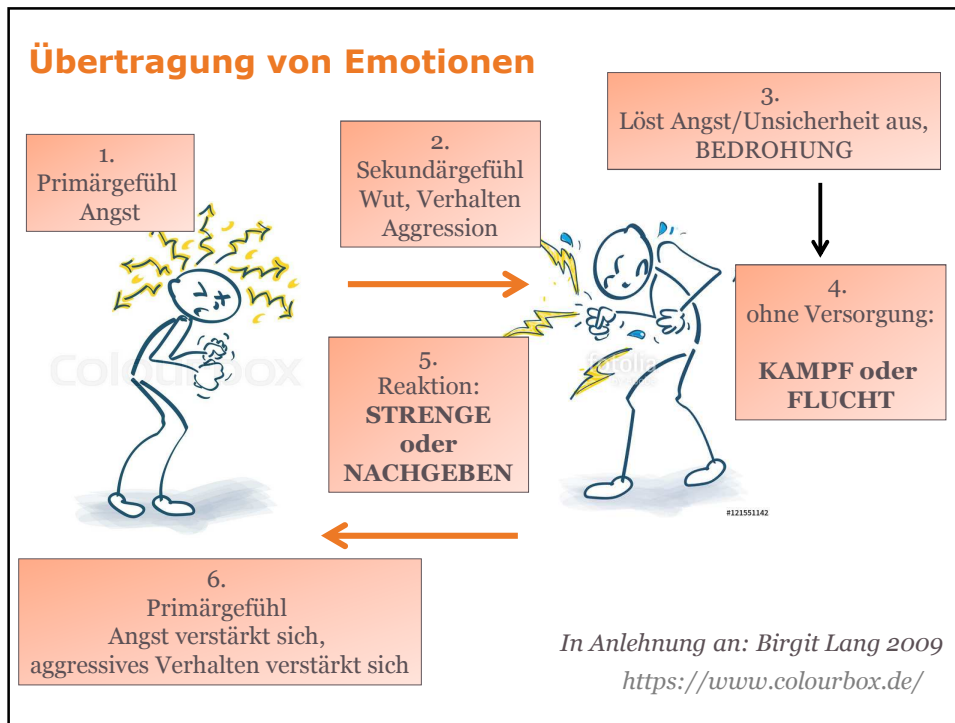 Übertragung von Emotionen
1.
Primärgefühl
Angst
2.
Sekundärgefühl
Wut, Verhalten
Aggression
3.
Löst Angst/Unsicherheit aus,
BEDROHUNG
4.
ohne Versorgung:
KAMPF oder
FLUCHT
5.
Reaktion:
STRENGE
oder
NACHGEBEN
colourbox
fotolia
#121551142
6.
Primärgefühl
Angst verstärkt sich,
aggressives Verhalten verstärkt sich
In Anlehnung an: Birgit Lang 2009
https://www.colourbox.de/